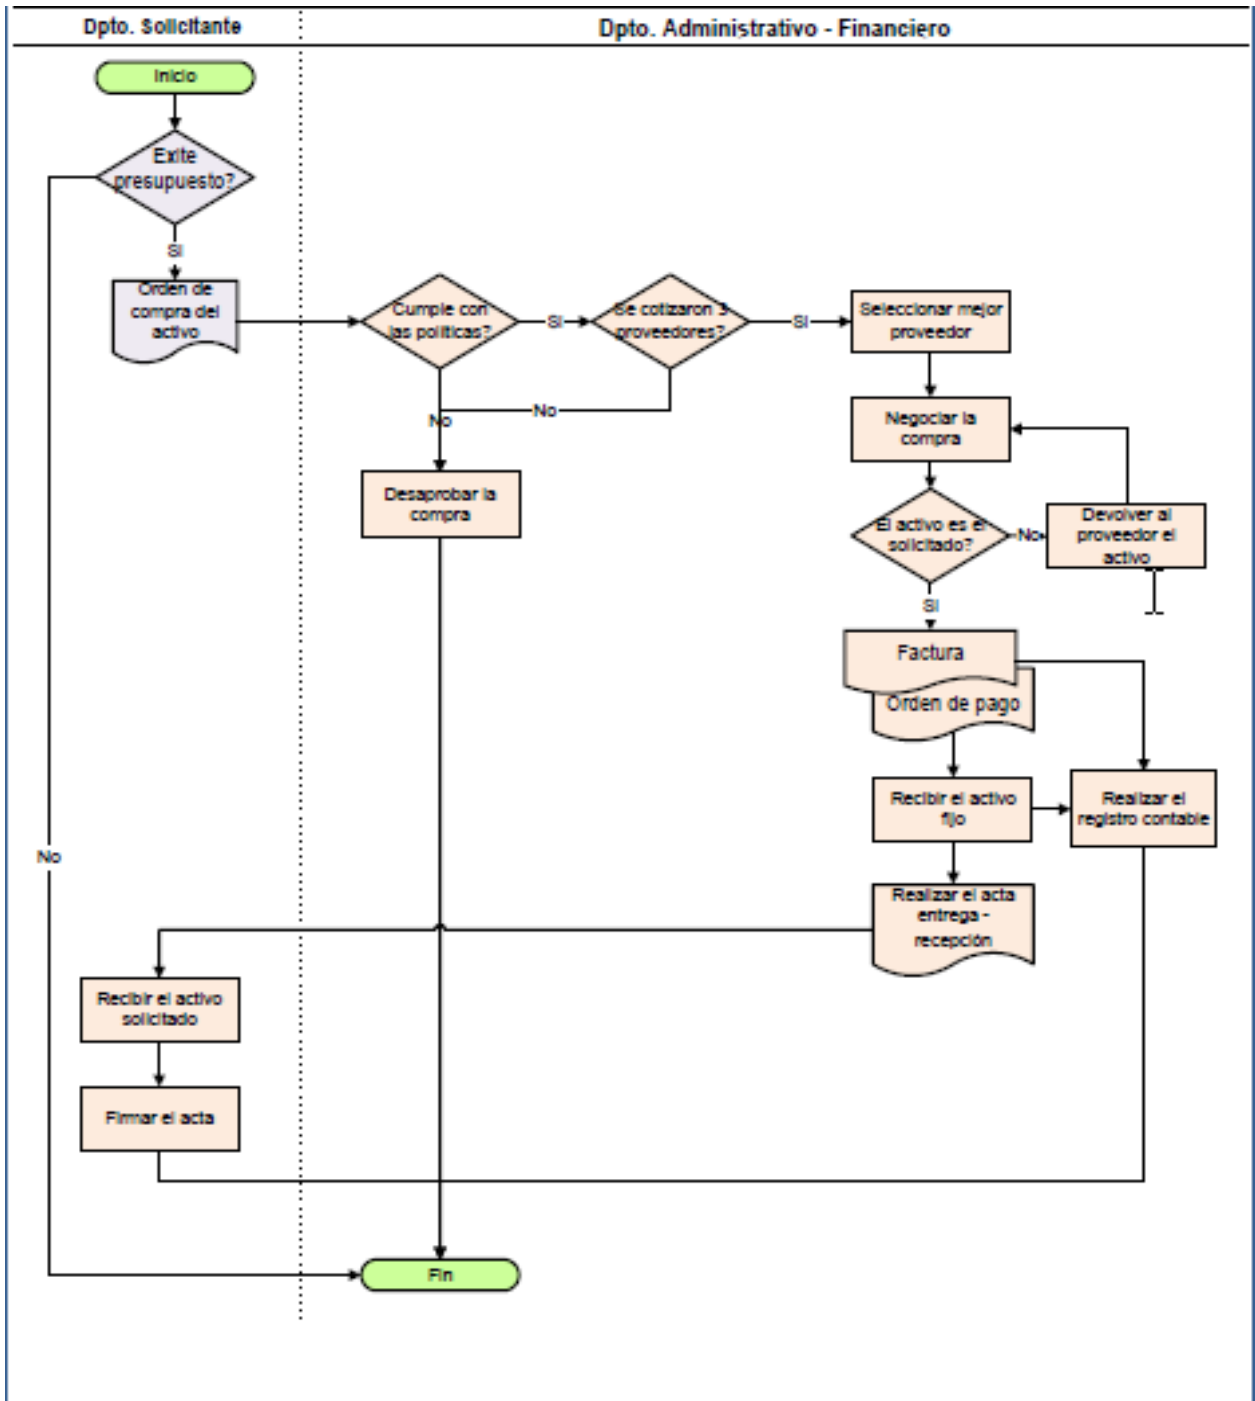 Dpto. Solicitante
Dpto. Administrativo - Financiero
Inicio
Exite
presupuesto?
Si
Orden de
compra del
activo
Cumple con
las políticas?
Si
Se cotizaron 3
proveedores?
Si
Seleccionar mejor
proveedor
No
No
Negociar la
compra
Desaprobar la
compra
El activo es el
solicitado?
No
Devolver al
proveedor el
activo
Si
Factura
Orden de pago
Recibir el activo
fijo
Realizar el
registro contable
No
Realizar el acta
entrega -
recepción
Recibir el activo
solicitado
Firmar el acta
Fin